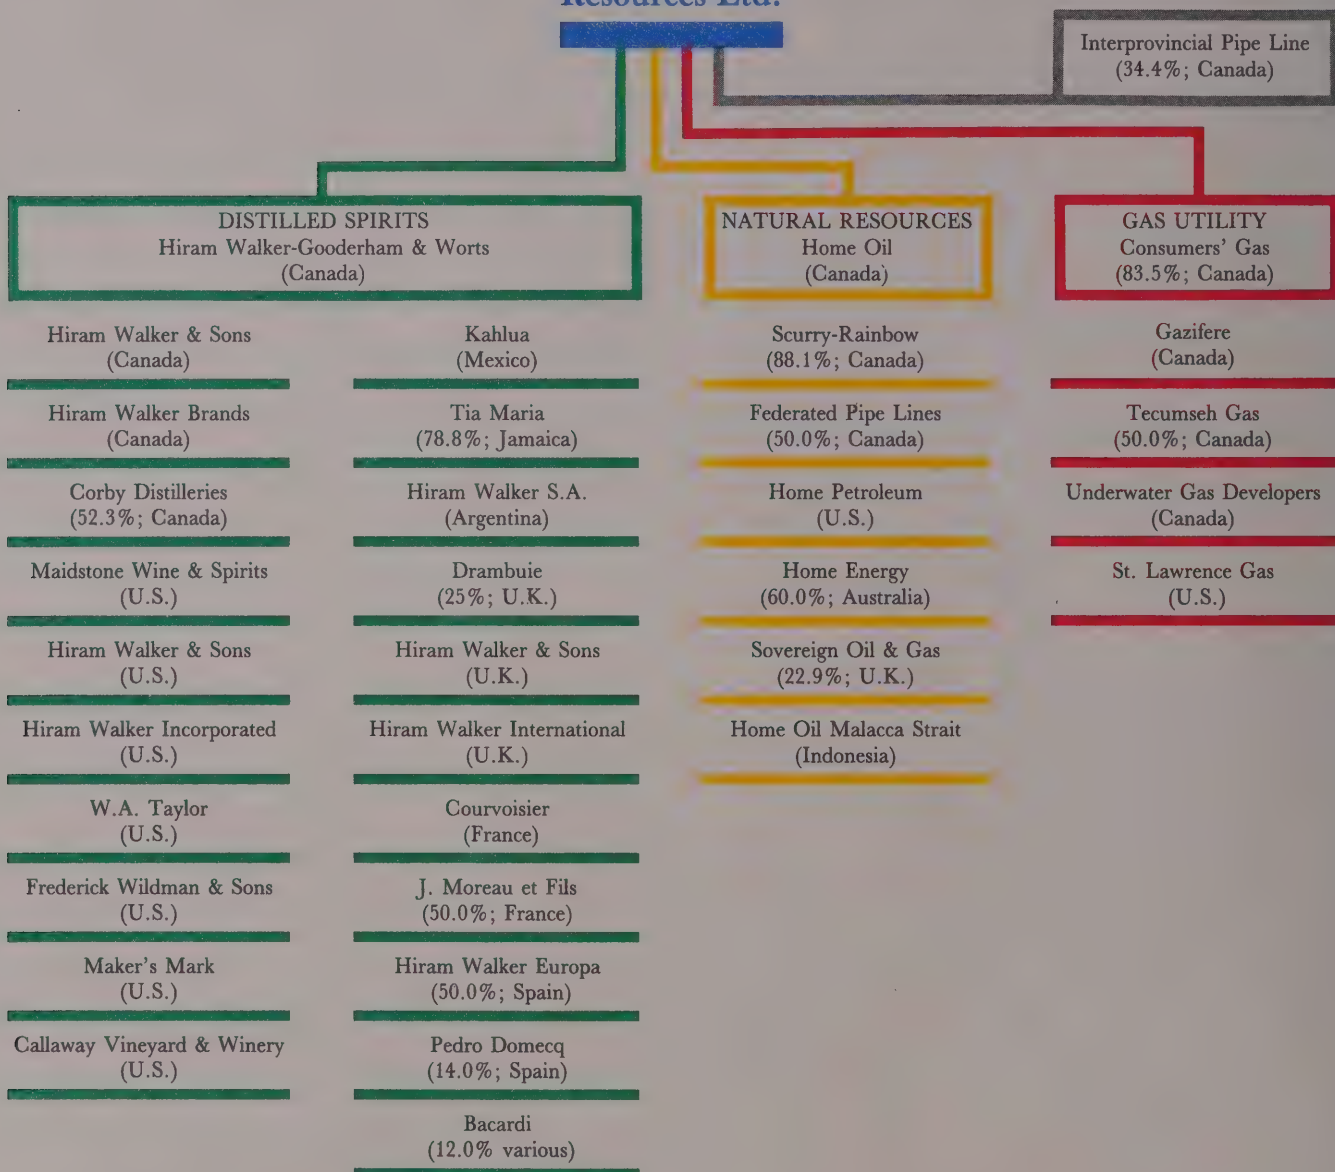 Resources Ltd.
Interprovincial Pipe Line
(34.4%; Canada)
DISTILLED SPIRITS
Hiram Walker-Gooderham & Worts
(Canada)
Hiram Walker & Sons
(Canada)
Hiram Walker Brands
(Canada)
Corby Distilleries
(52.3%; Canada)
Maidstone Wine & Spirits
(U.S.)
Hiram Walker & Sons
(U.S.)
Hiram Walker Incorporated
(U.S.)
W.A. Taylor
(U.S.)
Frederick Wildman & Sons
(U.S.)
Maker's Mark
(U.S.)
Callaway Vineyard & Winery
(U.S.)
Kahlua
(Mexico)
Tia Maria
(78.8%; Jamaica)
Hiram Walker S.A.
(Argentina)
Drambuie
(25%; U.K.)
Hiram Walker & Sons
(U.K.)
Hiram Walker International
(U.K.)
Courvoisier
(France)
J. Moreau et Fils
(50.0%; France)
Hiram Walker Europa
(50.0%; Spain)
Pedro Domecq
(14.0%; Spain)
Bacardi
(12.0% various)
NATURAL RESOURCES
Home Oil
(Canada)
Scurry-Rainbow
(88.1%; Canada)
Federated Pipe Lines
(50.0%; Canada)
Home Petroleum
(U.S.)
Home Energy
(60.0%; Australia)
Sovereign Oil & Gas
(22.9%; U.K.)
Home Oil Malacca Strait
(Indonesia)
GAS UTILITY
Consumers' Gas
(83.5%; Canada)
Gazifere
(Canada)
Tecumseh Gas
(50.0%; Canada)
Underwater Gas Developers
(Canada)
St. Lawrence Gas
(U.S.)